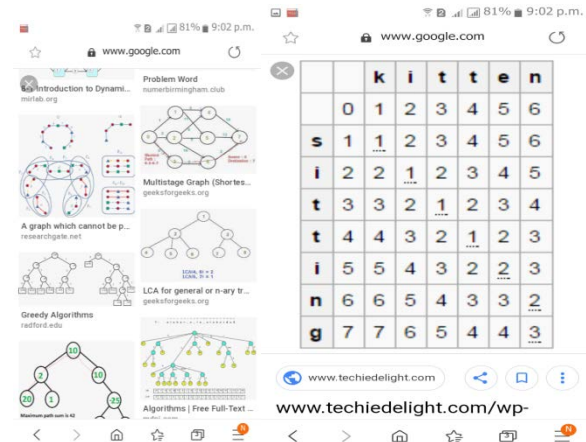 81% 9:02 p.m.
www.google.com
Introduction to Dynami...
mirlab.org
Problem Word
numerbirmingham.club
A graph which cannot be p...
researchgate.net
Multistage Graph (Shortes...
geeksforgeeks.org
Greedy Algorithms
radford.edu
LCA for general or n-ary tr...
geeksforgeeks.org
10
2
10
20
1
-25
Maximum path sum is 42
Algorithms | Free Full-Text ...
N
81% 9:02 p.m.
www.google.com
k i t t e n
0 1 2 3 4 5 6
s 1 1 2 3 4 5 6
i 2 2 1 2 3 4 5
t 3 3 2 1 2 3 4
t 4 4 3 2 1 2 3
i 5 5 4 3 2 2 3
n 6 6 5 4 3 3 2
g 7 7 6 5 4 4 3
www.techiedelight.com
www.techiedelight.com/wp-
N